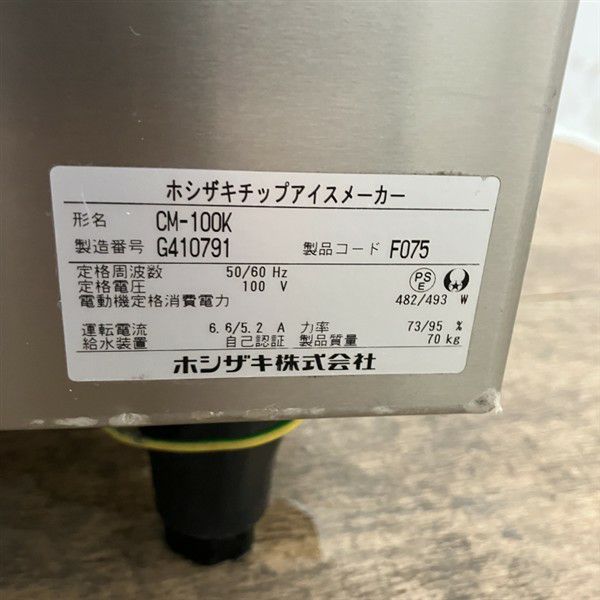 ホシザキチップアイスメーカー
形名 CM-100K
製造番号 G410791 製品コード F075
定格周波数 50/60 Hz
定格電圧 100 V
電動機定格消費電力 482/493 W
PS
E
運転電流 6.6/5.2 A 力率 73/95 %
給水装置 自己認証 製品質量 70 kg
ホシザキ株式会社